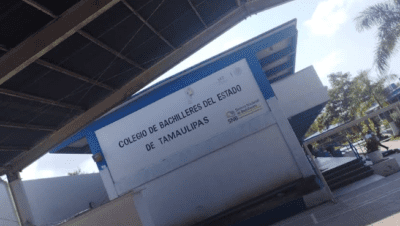 COLEGIO DE BACHILLERES DEL ESTADO
DE TAMAULIPAS